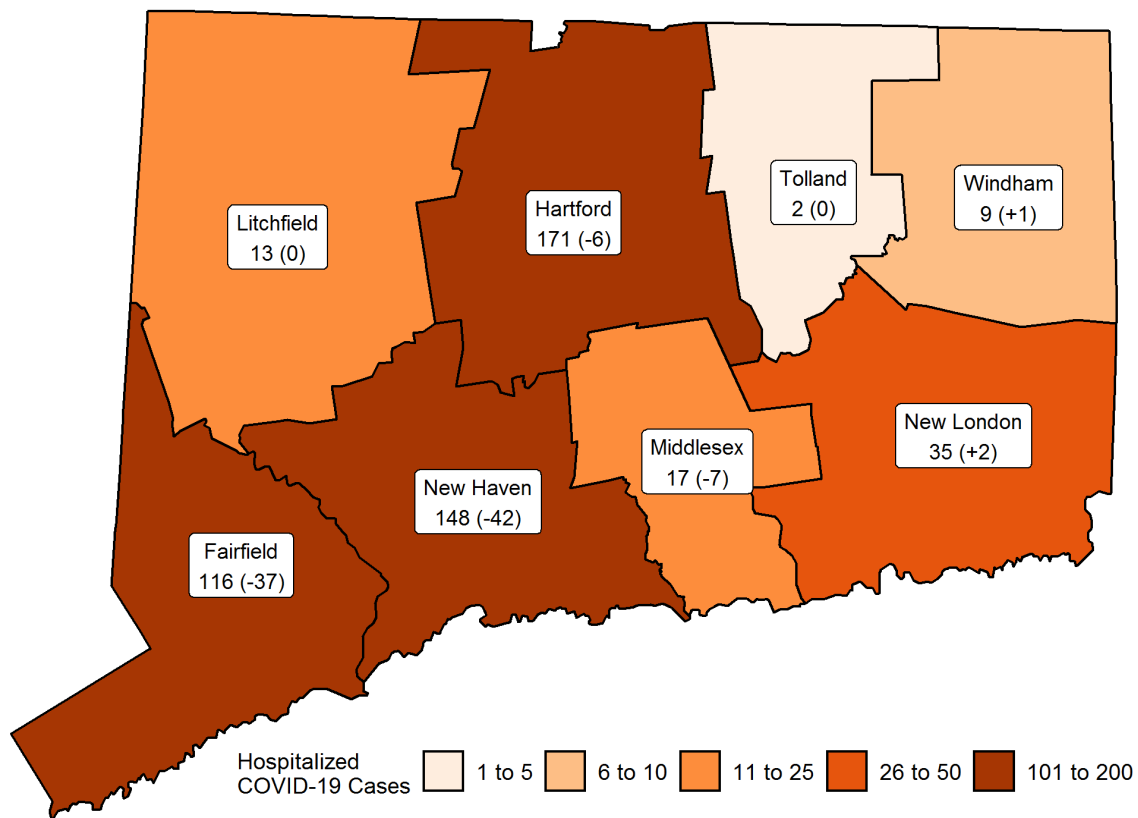 Tolland
2 (0)
Windham
9 (+1)
Hartford
171 (-6)
Litchfield
13 (0)
New London
35 (+2)
Middlesex
17 (-7)
New Haven
148 (-42)
Fairfield
116 (-37)
Hospitalized
COVID-19 Cases
1 to 5
6 to 10
11 to 25
26 to 50
101 to 200